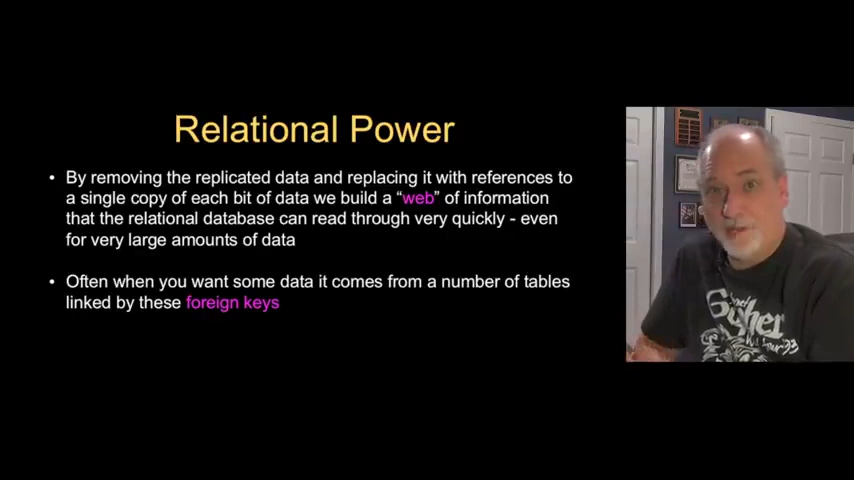 Relational Power
• By removing the replicated data and replacing it with references to
a single copy of each bit of data we build a “web” of information
that the relational database can read through very quickly - even
for very large amounts of data
• Often when you want some data it comes from a number of tables
linked by these foreign keys